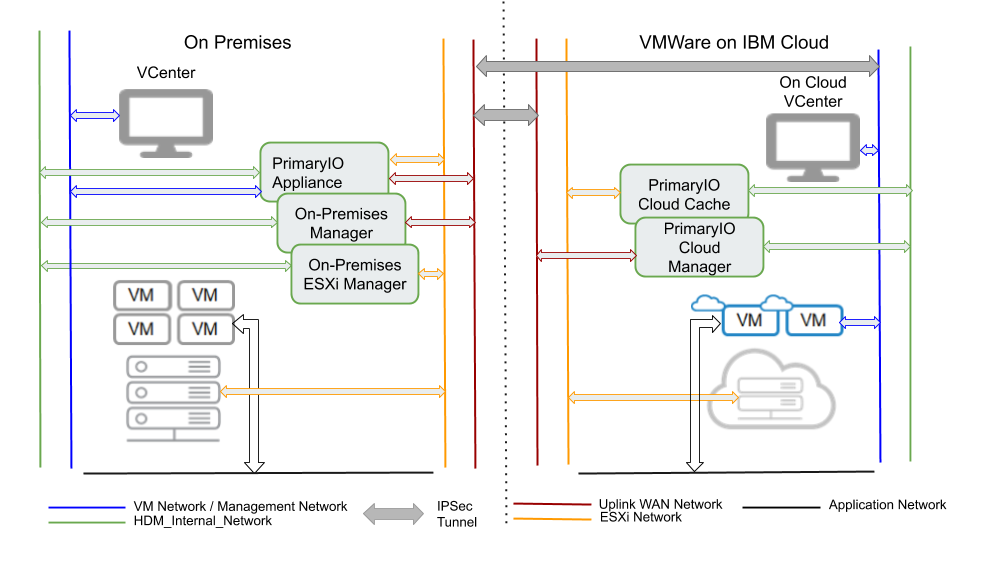 On Premises
VMWare on IBM Cloud
VCenter
On Cloud
VCenter
PrimaryIO
Appliance
On-Premises
Manager
On-Premises
ESXi Manager
PrimaryIO
Cloud Cache
PrimaryIO
Cloud
Manager
VM
VM
VM
VM
VM
VM
VM Network / Management Network
HDM_Internal_Network
IPSec
Tunnel
Uplink WAN Network
ESXi Network
Application Network